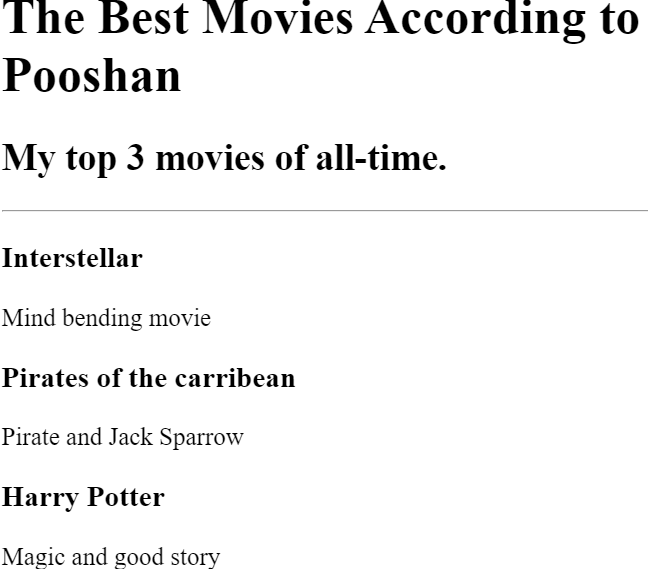 The Best Movies According to
Pooshan
My top 3 movies of all-time.
Interstellar
Mind bending movie
Pirates of the carribean
Pirate and Jack Sparrow
Harry Potter
Magic and good story